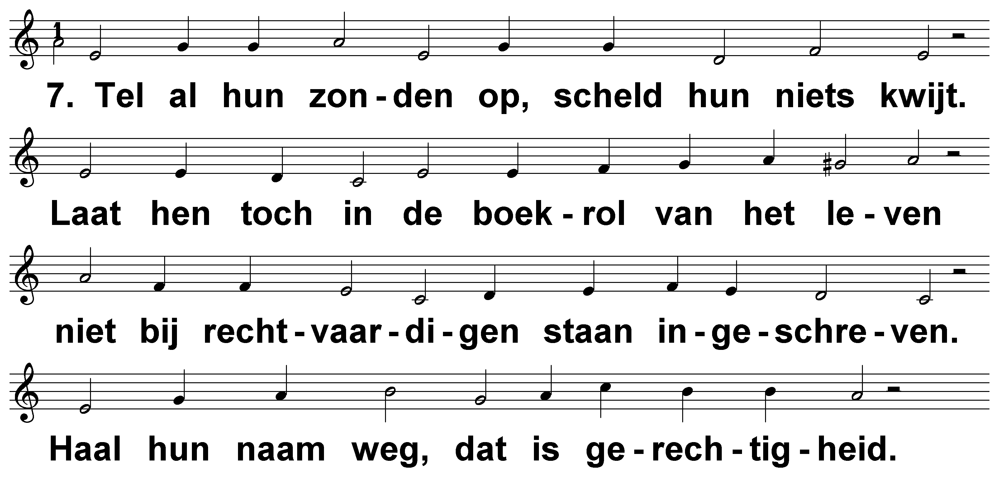 1
7. Tel al hun zon-den op, scheld hun niets kwijt.
Laat hen toch in de boek-rol van het le-ven
niet bij recht-vaar-di-gen staan in-ge-schre-ven.
Haal hun naam weg, dat is ge-rech-tig-heid.